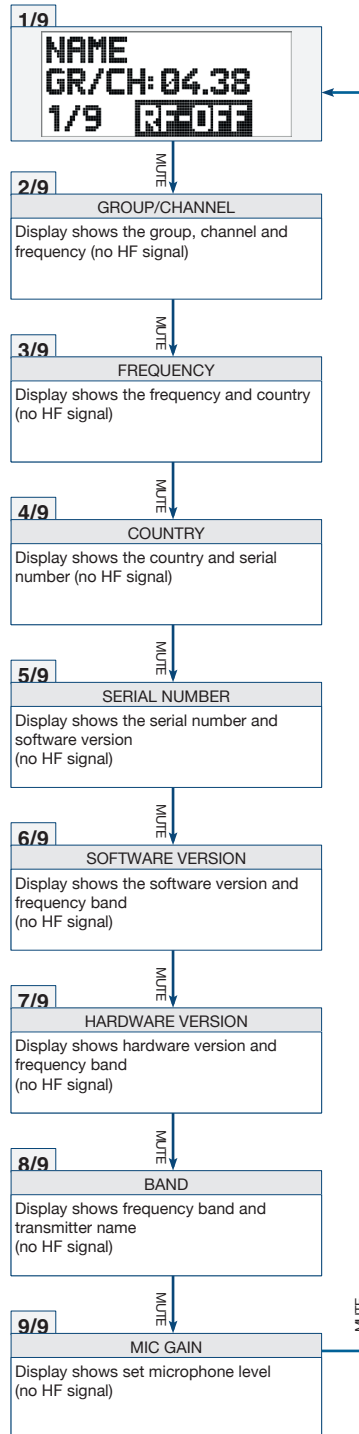 1/9
NAME
GR/CH:04.38
1/9 RF-OFF
MUTE
2/9
GROUP/CHANNEL
Display shows the group, channel and
frequency (no HF signal)
MUTE
3/9
FREQUENCY
Display shows the frequency and country
(no HF signal)
MUTE
4/9
COUNTRY
Display shows the country and serial
number (no HF signal)
MUTE
5/9
SERIAL NUMBER
Display shows the serial number and
software version
(no HF signal)
MUTE
6/9
SOFTWARE VERSION
Display shows the software version and
frequency band
(no HF signal)
MUTE
7/9
HARDWARE VERSION
Display shows hardware version and
frequency band
(no HF signal)
MUTE
8/9
BAND
Display shows frequency band and
transmitter name
(no HF signal)
MUTE
9/9
MIC GAIN
Display shows set microphone level
(no HF signal)
MUTE